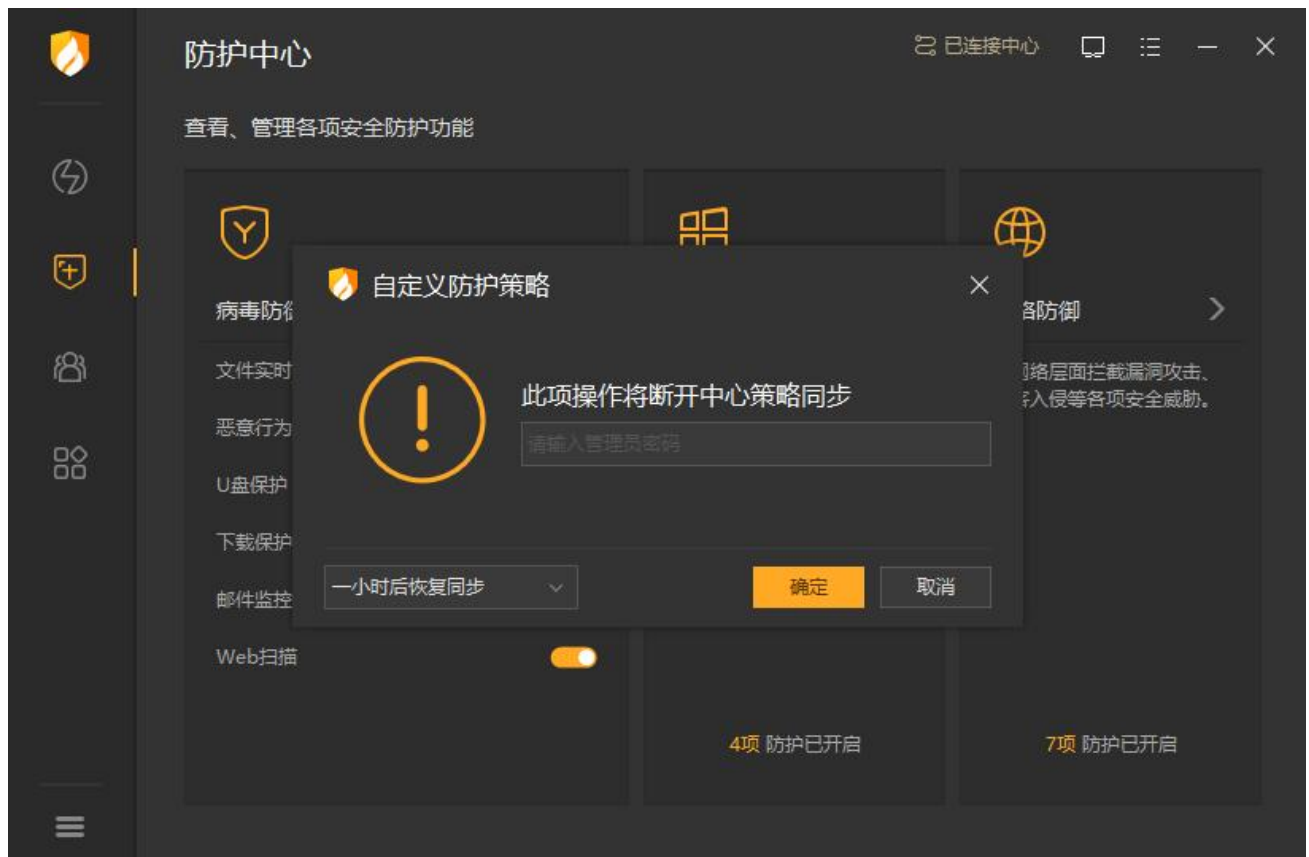 防护中心
已连接中心
查看、管理各项安全防护功能
自定义防护策略
病毒防御
络防御
文件实时
此项操作将断开中心策略同步
网络层面拦截漏洞攻击、
客入侵等各项安全威胁。
恶意行为
请输入管理员密码
U盘保护
下载保护
一小时后恢复同步
确定
取消
邮件监控
Web扫描
4项 防护已开启
7项 防护已开启